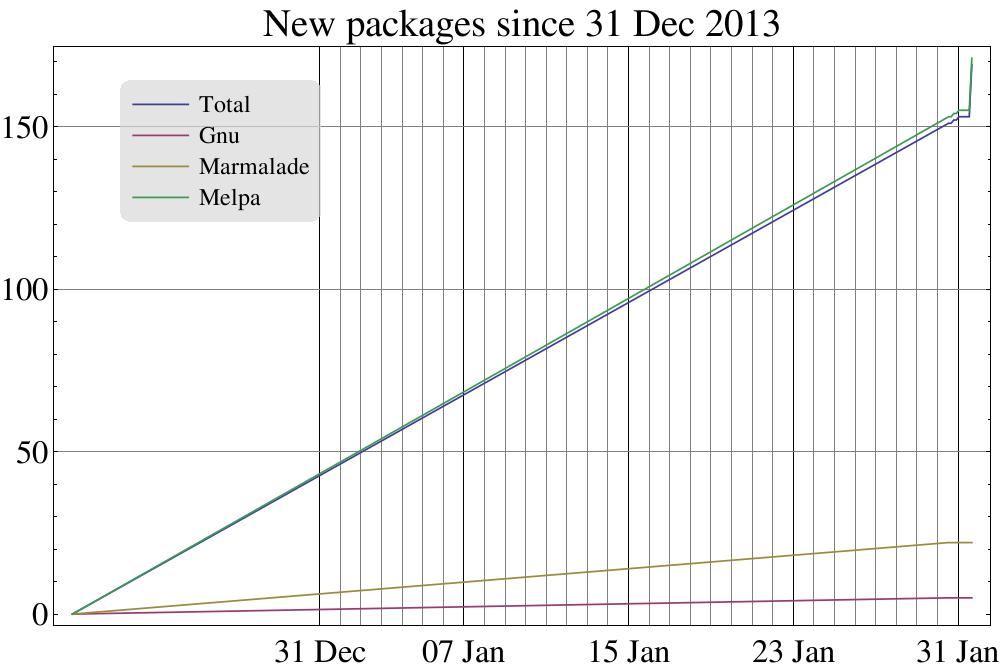 New packages since 31 Dec 2013
Total
Gnu
Marmalade
Melpa
150
100
50
0
31 Dec 07 Jan 15 Jan 23 Jan 31 Jan